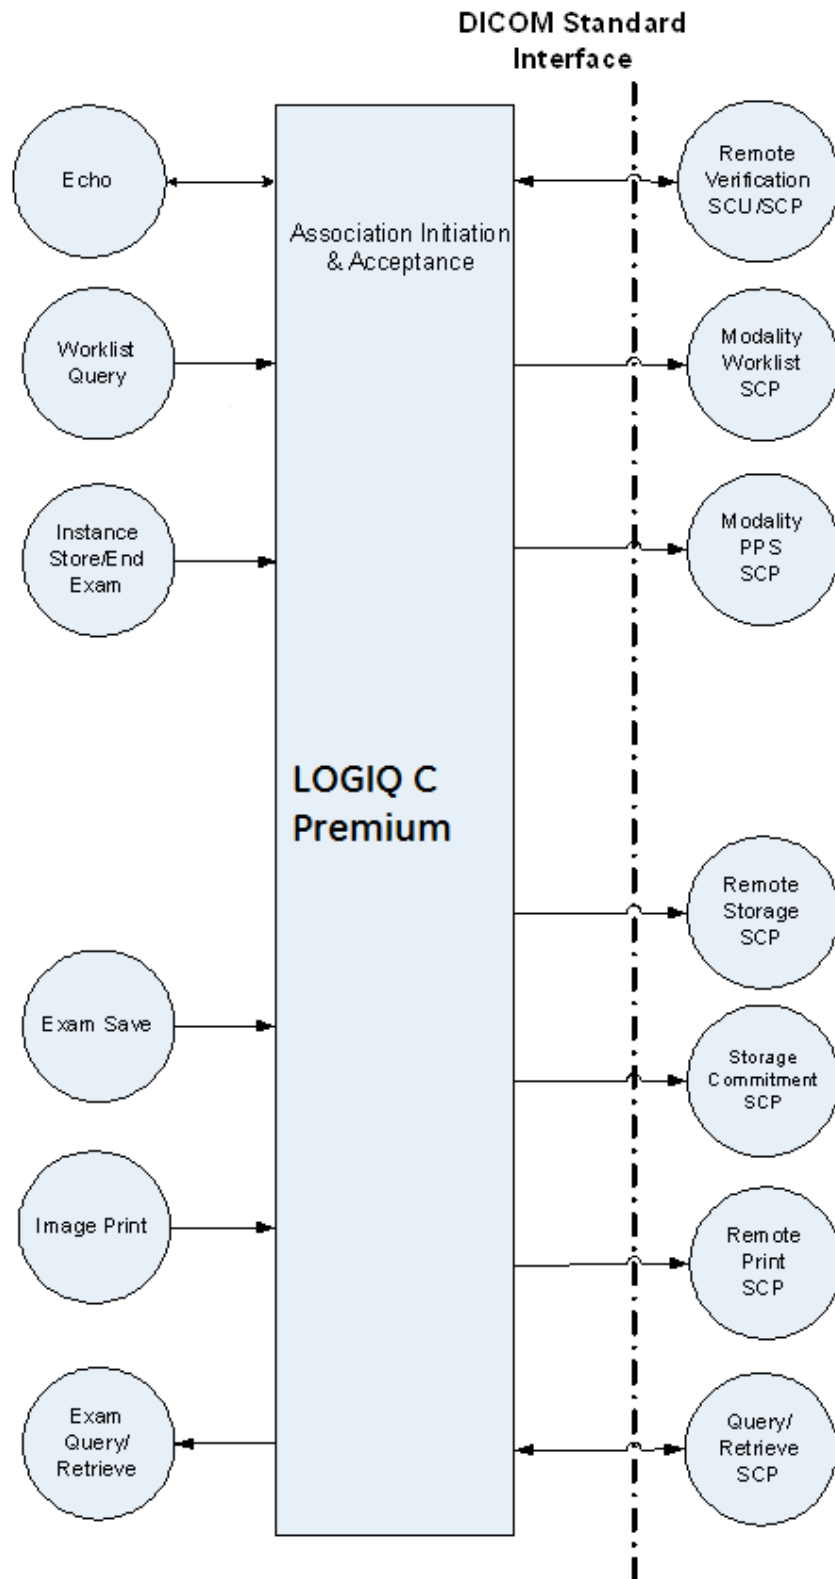 DICOM Standard
Interface
Echo
Association Initiation
& Acceptance
Remote
Verification
SCU/SCP
Worklist
Query
Modality
Worklist
SCP
Instance
Store/End
Exam
Modality
PPS
SCP
LOGIQ C
Premium
Remote
Storage
SCP
Exam Save
Storage
Commitment
SCP
Image Print
Remote
Print
SCP
Exam
Query/
Retrieve
Query/
Retrieve
SCP